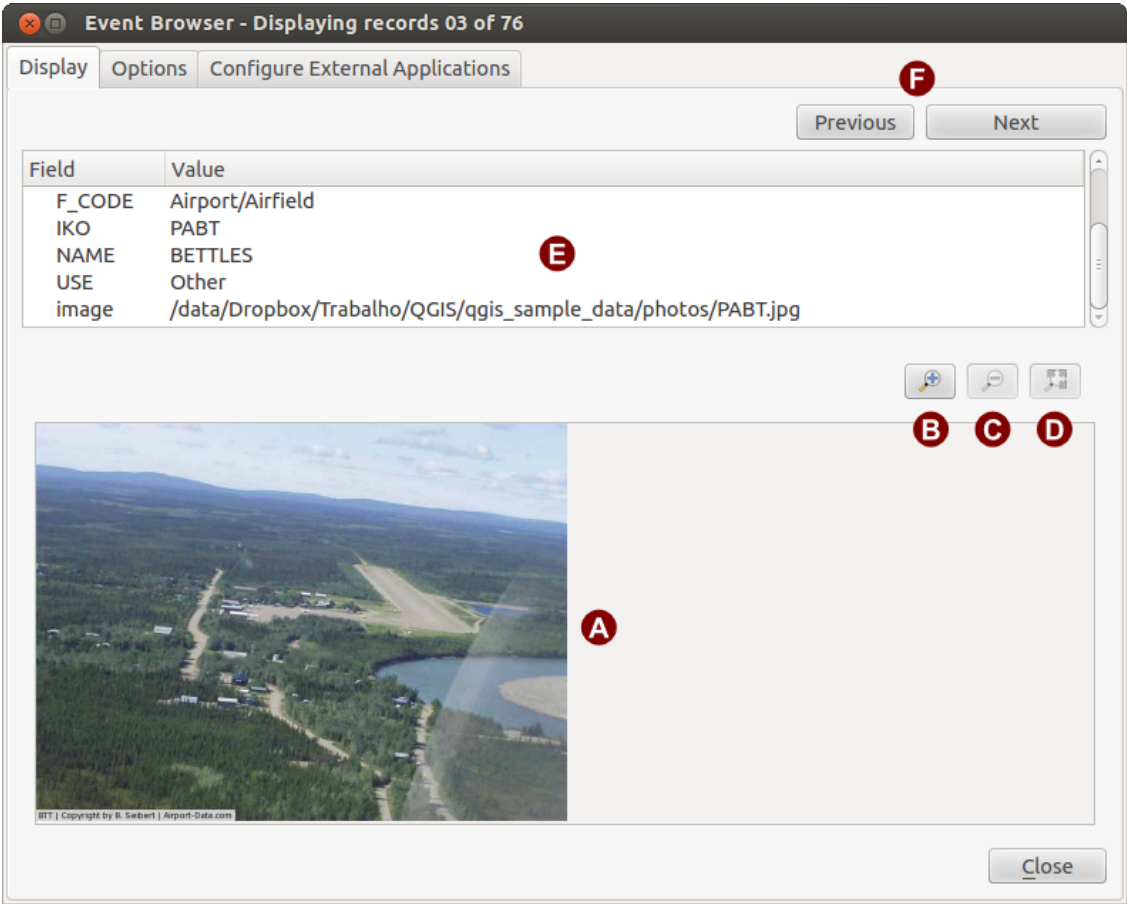 Event Browser - Displaying records 03 of 76
Display Options Configure External Applications
F
Previous Next
Field Value
F_CODE Airport/Airfield
IKO PABT
NAME BETTLES
E
USE Other
image /data/Dropbox/Trabalho/QGIS/qgis_sample_data/photos/PABT.jpg
B C D
A
BTT | Copyright by B. Seibert | Airport-Data.com
Close